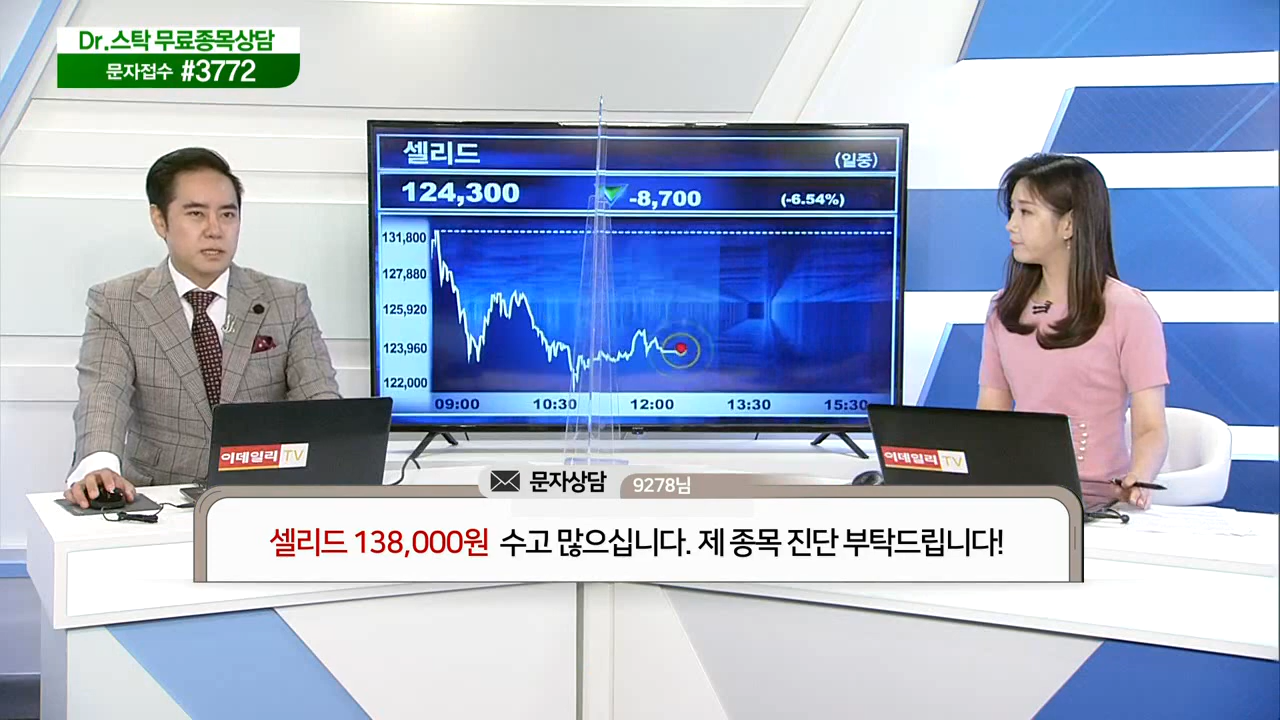 Dr.스탁 무료종목상담
문자접수 #3772
셀리드
(일중)
124,300
-8,700
(-6.54%)
131,800
127,880
125,920
123,960
122,000
09:00
10:30
12:00
13:30
15:30
이데일리 TV
이데일리 TV
문자상담
9278님
셀리드 138,000원 수고 많으십니다. 제 종목 진단 부탁드립니다!